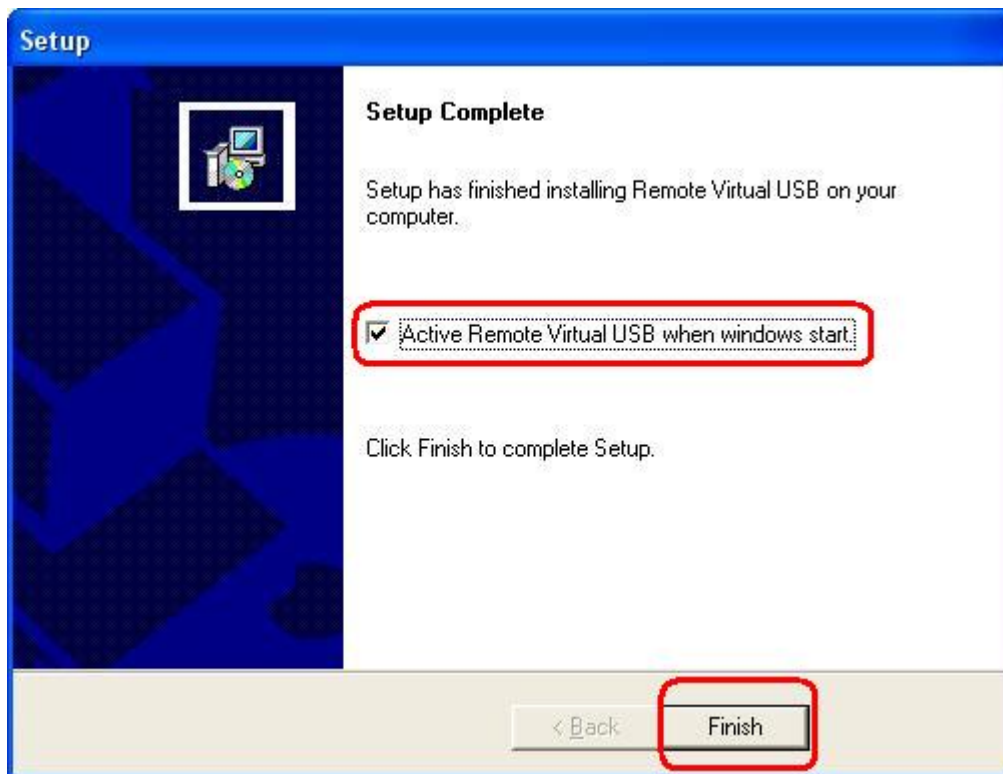 Setup
Setup Complete
Setup has finished installing Remote Virtual USB on your
computer.
Active Remote Virtual USB when windows start.
Click Finish to complete Setup.
< Back
Finish